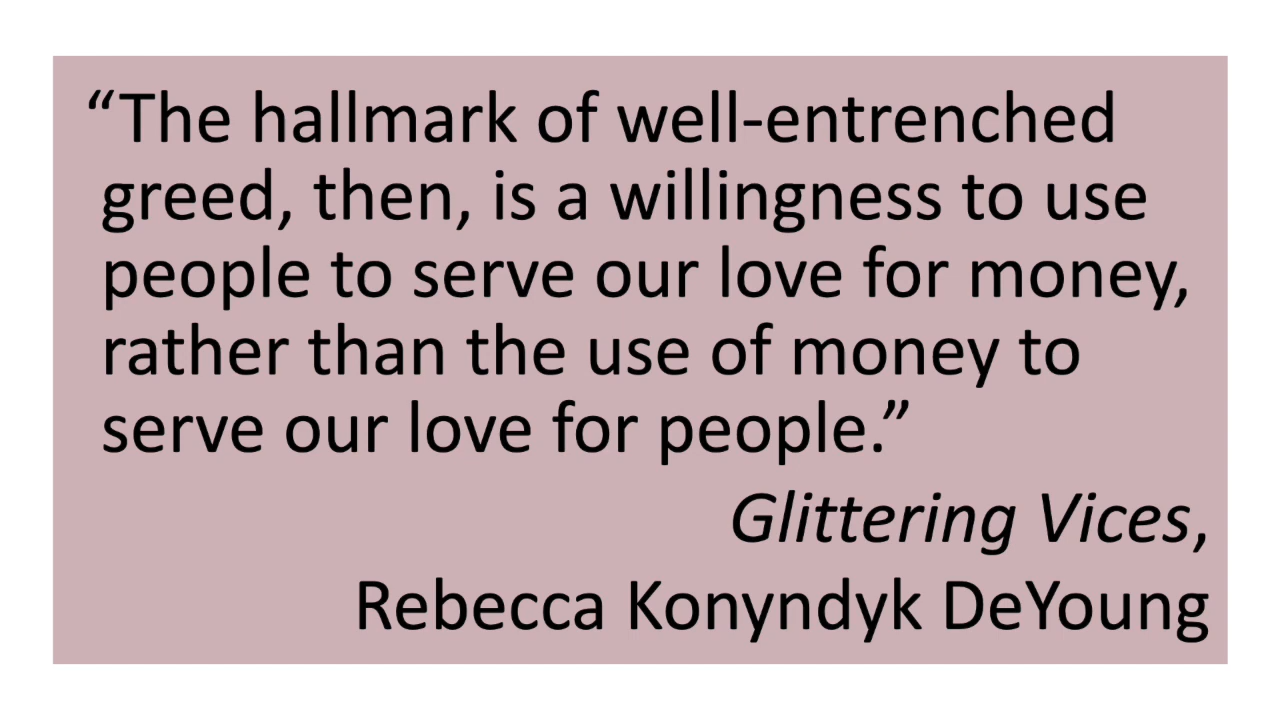 “The hallmark of well-entrenched
greed, then, is a willingness to use
people to serve our love for money,
rather than the use of money to
serve our love for people.”
Glittering Vices,
Rebecca Konyndyk DeYoung